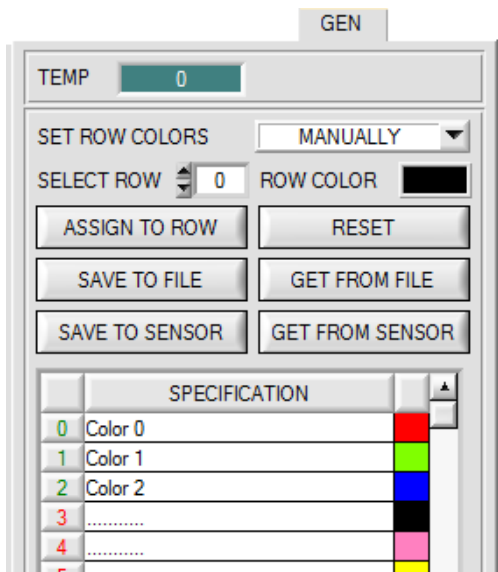 GEN
TEMP 0
SET ROW COLORS MANUALLY
SELECT ROW 0 ROW COLOR
ASSIGN TO ROW RESET
SAVE TO FILE GET FROM FILE
SAVE TO SENSOR GET FROM SENSOR
SPECIFICATION
0 Color 0
1 Color 1
2 Color 2
3 ...........
4 ...........